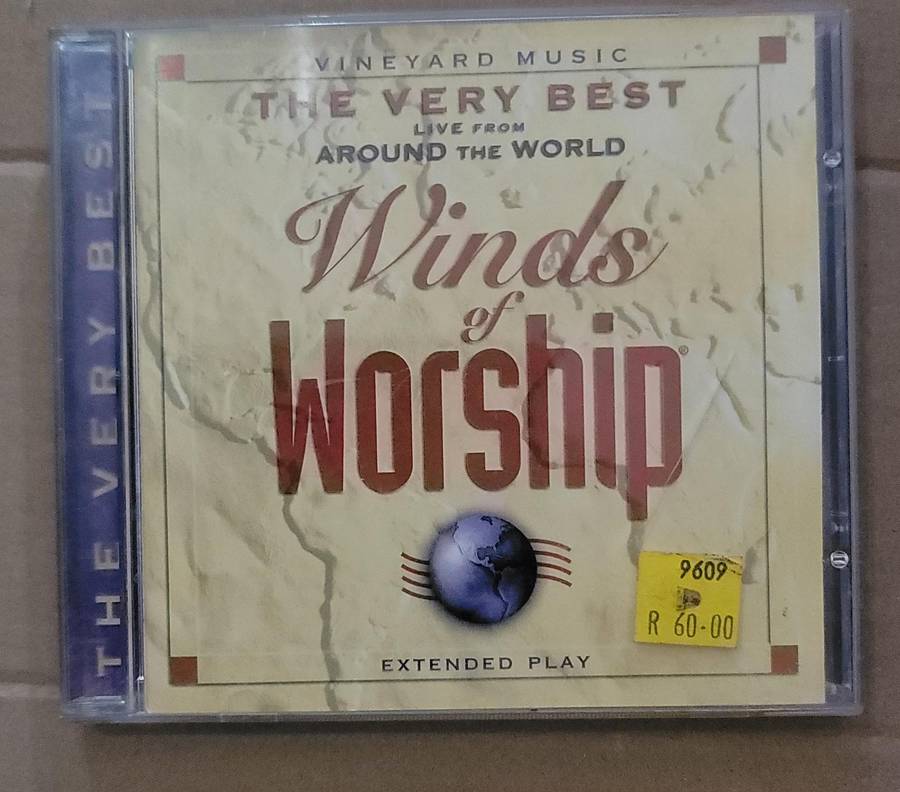 VINEYARD MUSIC
THE VERY BEST
LIVE FROM
AROUND THE WORLD
Winds
of
Worship®
9609
R 60-00
EXTENDED PLAY
THE VERY BEST